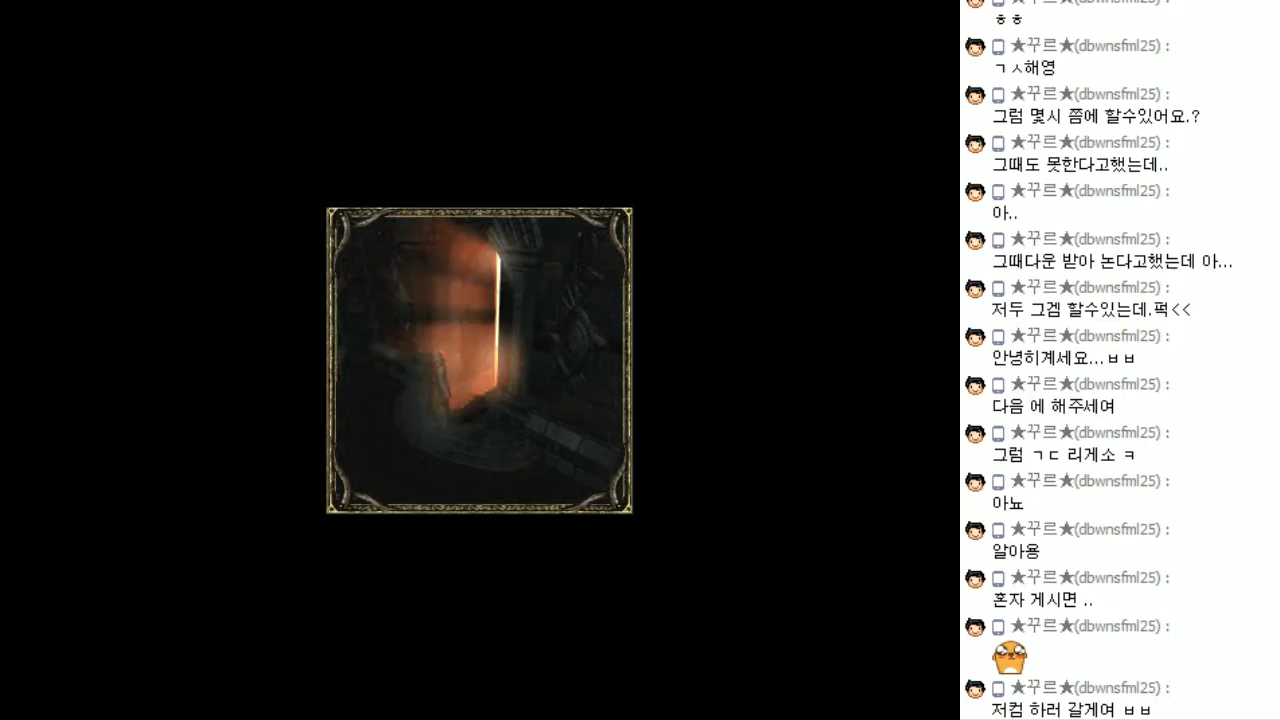 ㅎㅎ
★꾸르★(dbwnsfml25) :
ㄱㅅ해영
★꾸르★(dbwnsfml25) :
그럼 몇시 쯤에 할수있어요.?
★꾸르★(dbwnsfml25) :
그때도 못한다고했는데..
★꾸르★(dbwnsfml25) :
아..
★꾸르★(dbwnsfml25) :
그때다운 받아 논다고했는데 아...
★꾸르★(dbwnsfml25) :
저두 그겜 할수있는데.퍽<<
★꾸르★(dbwnsfml25) :
안녕히계세요...ㅂㅂ
★꾸르★(dbwnsfml25) :
다음 에 해주세여
★꾸르★(dbwnsfml25) :
그럼 ㄱㄷ 리게소 ㅋ
★꾸르★(dbwnsfml25) :
아뇨
★꾸르★(dbwnsfml25) :
알아용
★꾸르★(dbwnsfml25) :
혼자 게시면 ..
★꾸르★(dbwnsfml25) :
★꾸르★(dbwnsfml25) :
저컴 하러 갈게여 ㅂㅂ